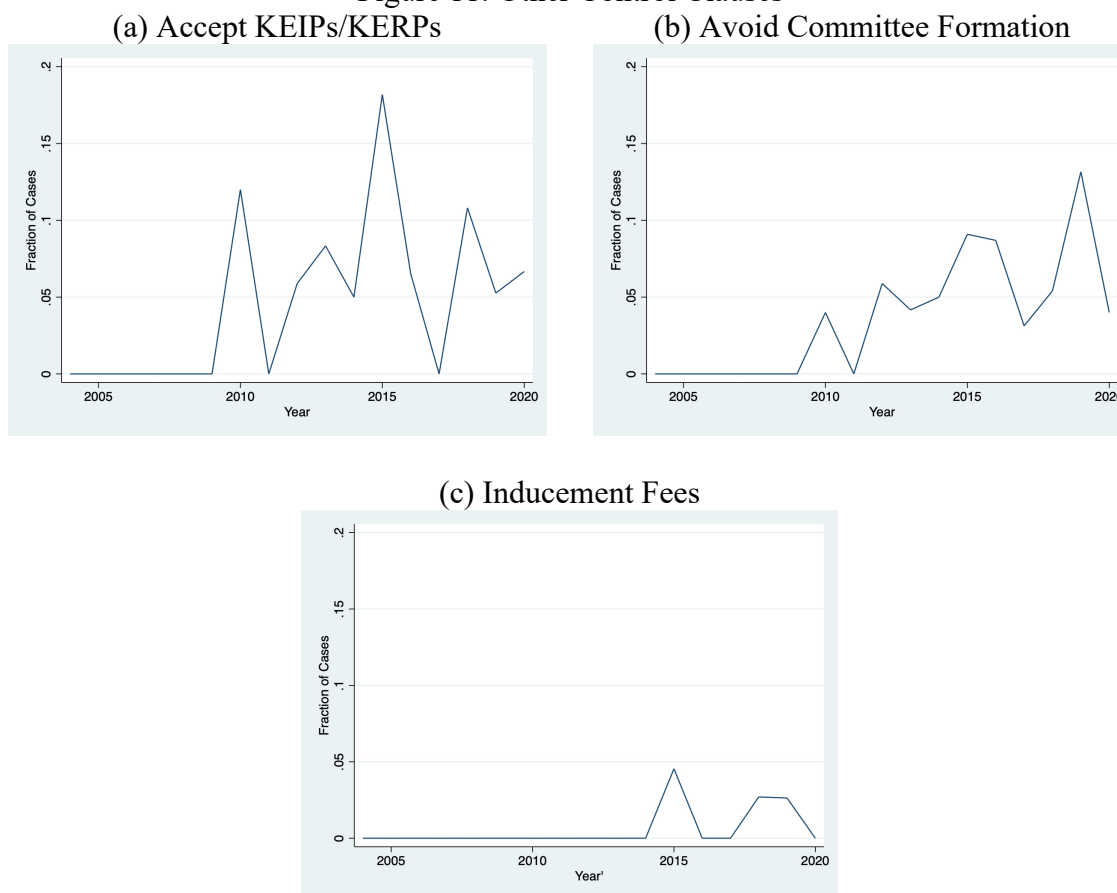 (a) Accept KEIPs/KERPs
(b) Avoid Committee Formation
.2
.15
.1
.05
0
Fraction of Cases
2005
2010
2015
2020
Year
.2
.15
.1
.05
0
Fraction of Cases
2005
2010
2015
Year
(c) Inducement Fees
.2
.15
.1
.05
0
Fraction of Cases
2005
2010
2015
2020
Year'